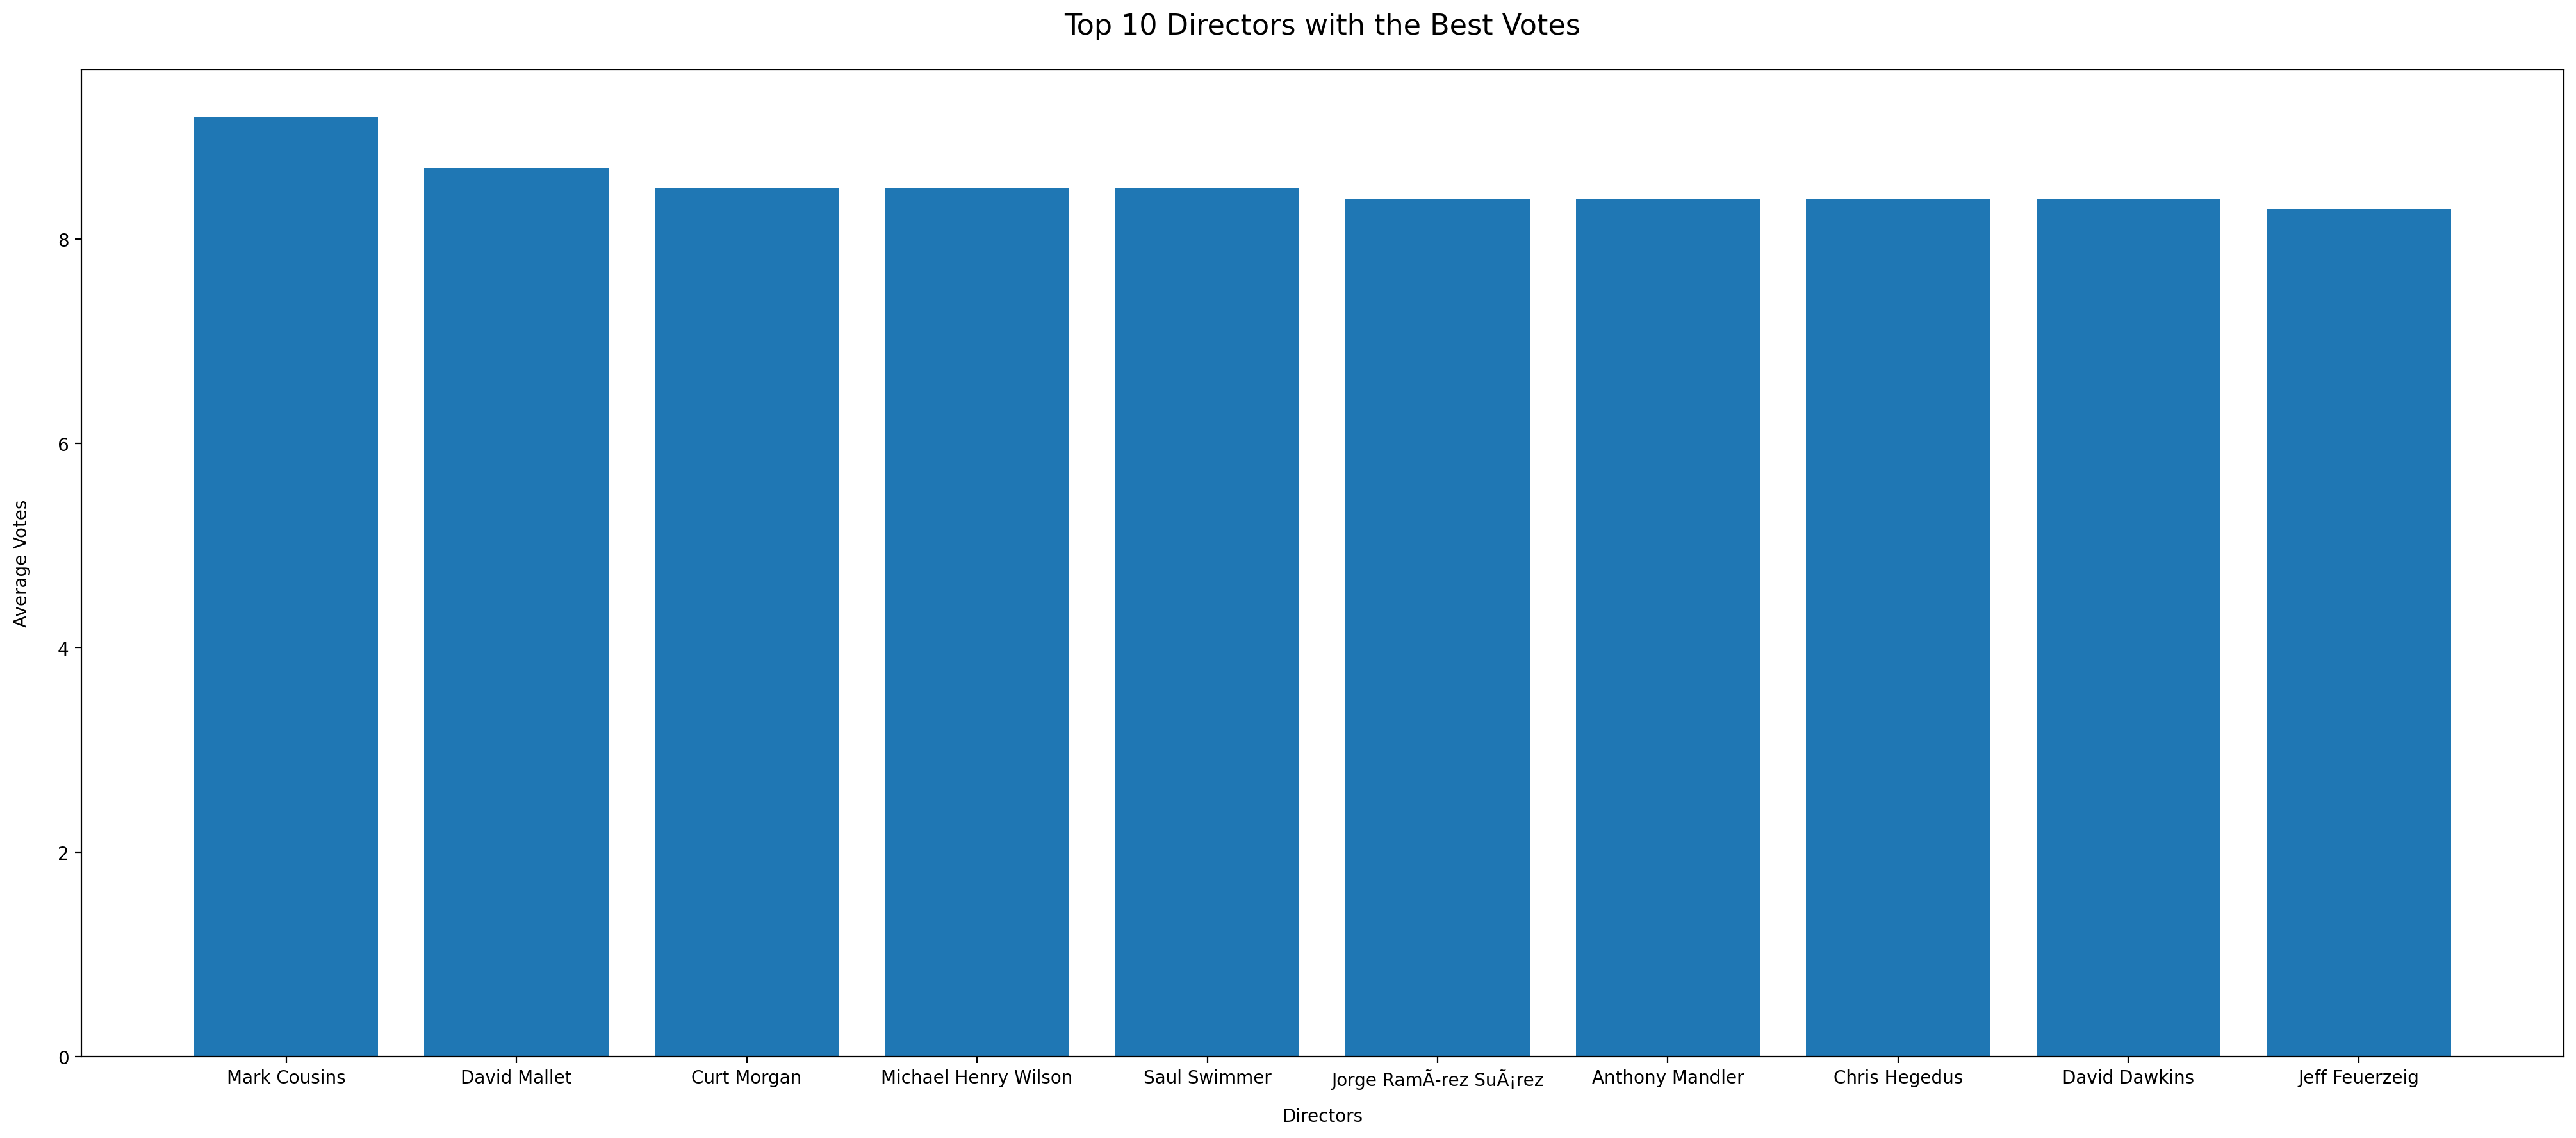 Top 10 Directors with the Best Votes
8
6
4
2
0
Average Votes
Mark Cousins
David Mallet
Curt Morgan
Michael Henry Wilson
Saul Swimmer
Jorge RamÃ-rez SuÃ¡rez
Anthony Mandler
Chris Hegedus
David Dawkins
Jeff Feuerzeig
Directors